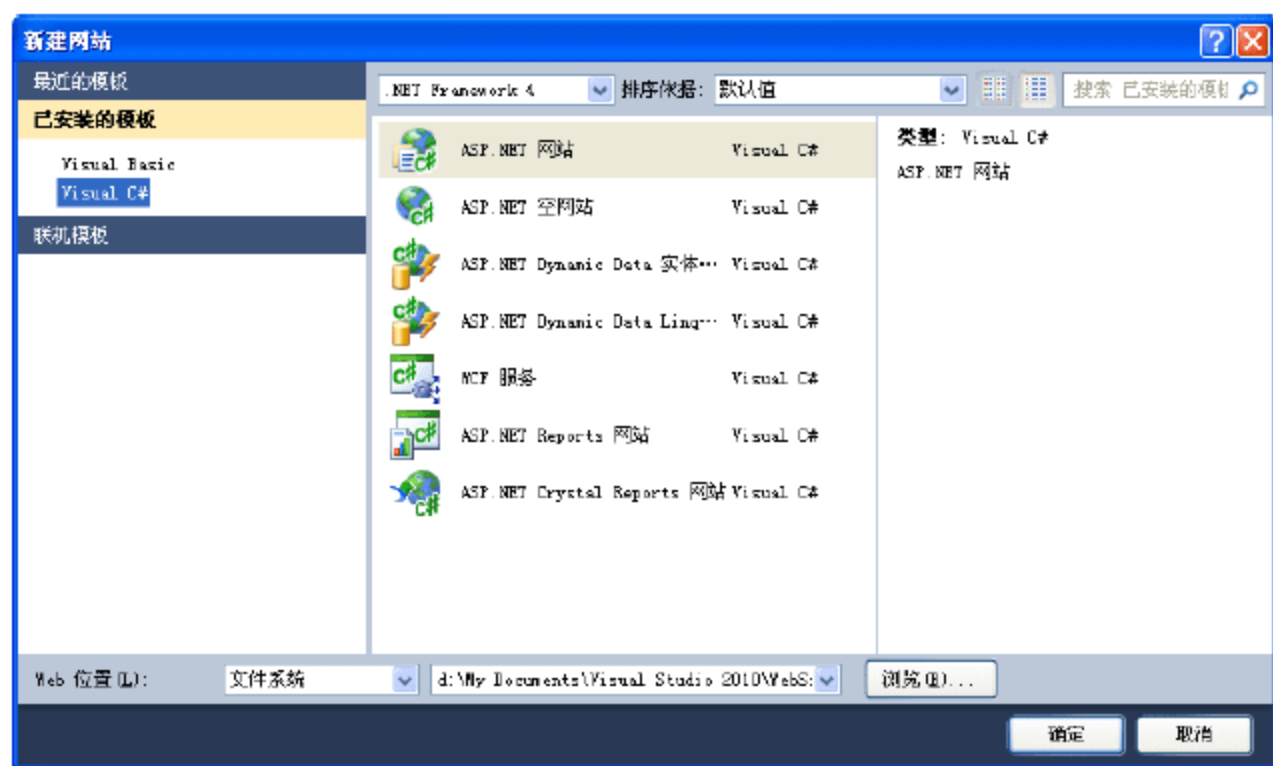 新建网站
最近的模板
已安装的模板
Visual Basic
Visual C#
联机模板
.NET Framework 4
排序依据: 默认值
搜索 已安装的模板
ASP.NET 网站 Visual C#
ASP.NET 空网站 Visual C#
ASP.NET Dynamic Data 实体… Visual C#
ASP.NET Dynamic Data Linq… Visual C#
WCF 服务 Visual C#
ASP.NET Reports 网站 Visual C#
ASP.NET Crystal Reports 网站 Visual C#
类型: Visual C#
ASP.NET 网站
Web 位置(L): 文件系统 d:\My Documents\Visual Studio 2010\WebS: 浏览(B)...
确定 取消